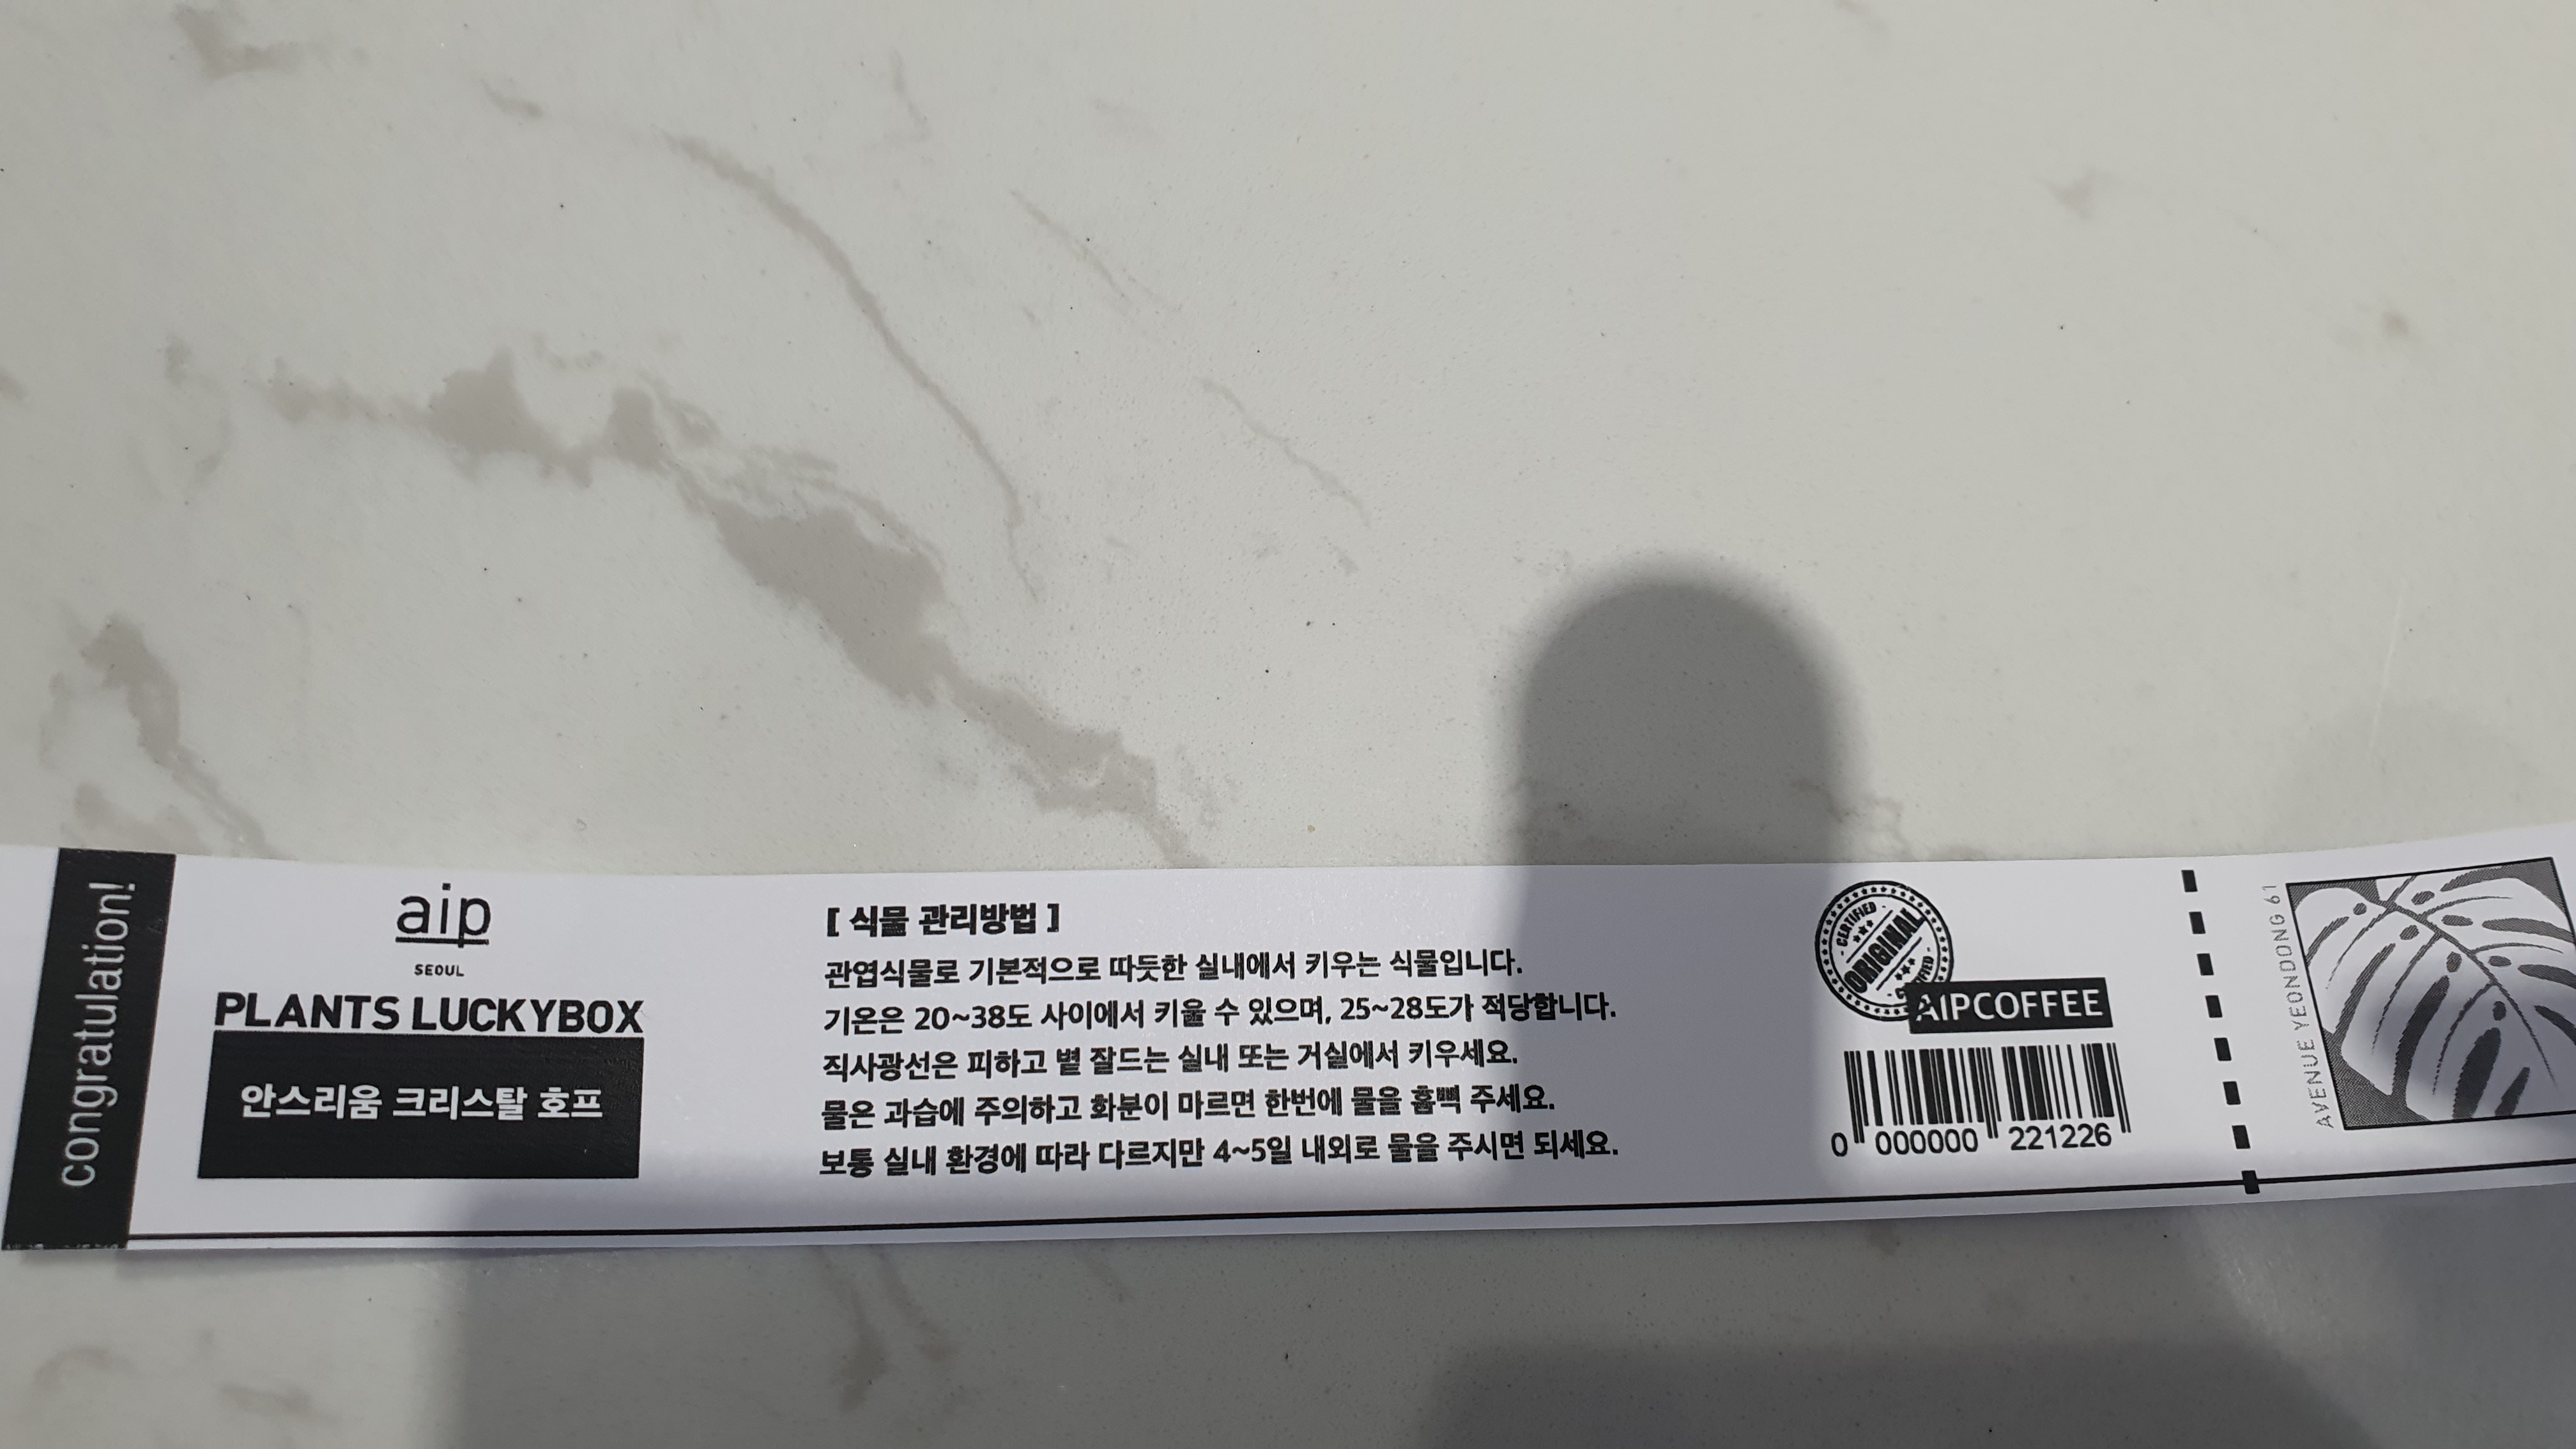 congratulation!
aip
SEOUL
PLANTS LUCKYBOX
안스리움 크리스탈 호프
[ 식물 관리방법 ]
관엽식물로 기본적으로 따듯한 실내에서 키우는 식물입니다.
기온은 20~38도 사이에서 키울 수 있으며, 25~28도가 적당합니다.
직사광선은 피하고 볕 잘드는 실내 또는 거실에서 키우세요.
물은 과습에 주의하고 화분이 마르면 한번에 물을 흠뻑 주세요.
보통 실내 환경에 따라 다르지만 4~5일 내외로 물을 주시면 되세요.
- CERTIFIED -
ORIGINAL
AIPCOFFEE
0 000000 221226
AVENUE YEONDONG 61